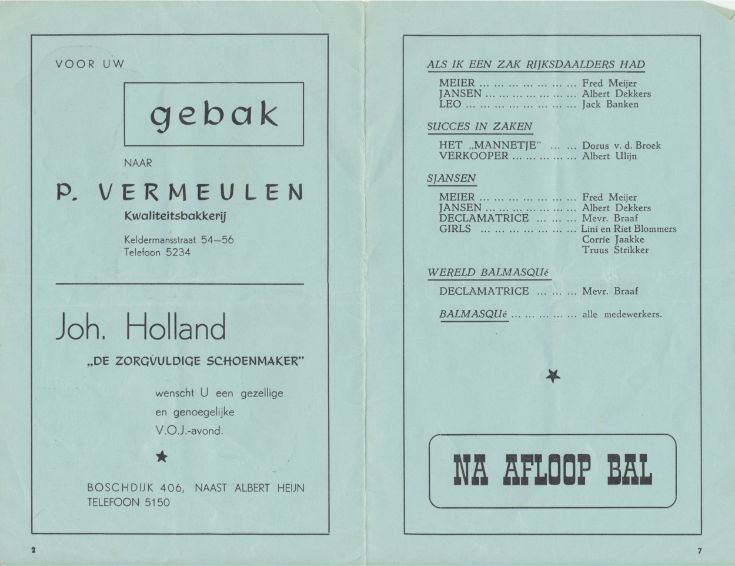 VOOR UW
gebak
NAAR
P. VERMEULEN
Kwaliteitsbakkerij
Keldermansstraat 54—56
Telefoon 5234
Joh. Holland
„DE ZORGVULDIGE SCHOENMAKER”
wenscht U een gezellige
en genoegelijke
V.O.J.-avond.
BOSCHDIJK 406, NAAST ALBERT HEIJN
TELEFOON 5150
2
ALS IK EEN ZAK RIJKSDAALDERS HAD
MEIER ... ... ... ... ... ... ... ... Fred Meijer
JANSEN ... ... ... ... ... ... ... Albert Dekkers
LEO ... ... ... ... ... ... ... ... ... Jack Banken
SUCCES IN ZAKEN
HET „MANNETJE” ... ... ... Dorus v. d. Broek
VERKOOPER ... ... ... ... ... Albert Ulijn
SJANSEN
MEIER ... ... ... ... ... ... ... ... Fred Meijer
JANSEN ... ... ... ... ... ... ... Albert Dekkers
DECLAMATRICE ... ... ... Mevr. Braaf
GIRLS ... ... ... ... ... ... ... Lini en Riet Blommers
Corrie Jaakke
Truus Strikker
WERELD BALMASQUé
DECLAMATRICE ... ... ... Mevr. Braaf
BALMASQUé ... ... ... ... ... alle medewerkers.
NA AFLOOP BAL
7